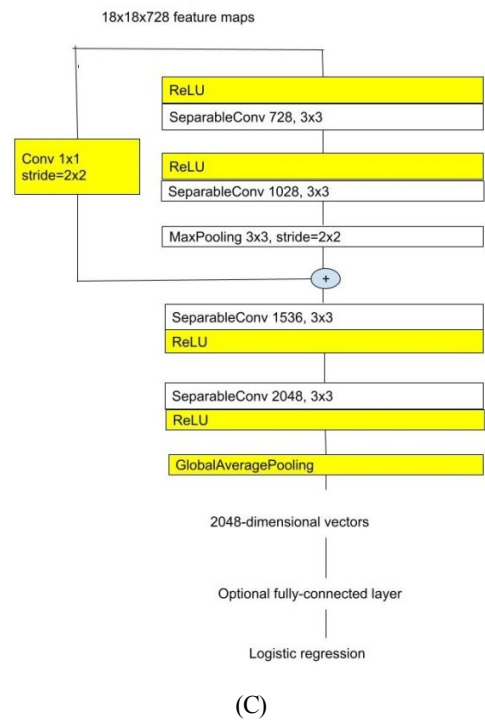 18x18x728 feature maps
ReLU
SeparableConv 728, 3x3
Conv 1x1
stride=2x2
ReLU
SeparableConv 1028, 3x3
MaxPooling 3x3, stride=2x2
+
SeparableConv 1536, 3x3
ReLU
SeparableConv 2048, 3x3
ReLU
GlobalAveragePooling
2048-dimensional vectors
Optional fully-connected layer
Logistic regression
(C)